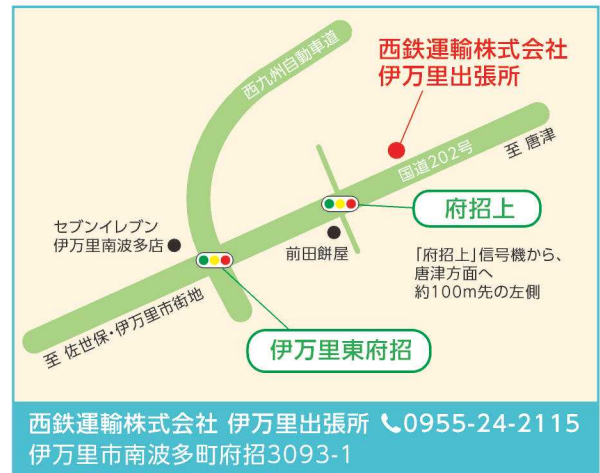 西九州自動車道
西鉄運輸株式会社
伊万里出張所
国道202号
至 唐津
府招上
セブンイレブン
伊万里南波多店
前田餅屋
「府招上」信号機から、
唐津方面へ
約100m先の左側
至 佐世保・伊万里市街地
伊万里東府招
西鉄運輸株式会社 伊万里出張所 0955-24-2115
伊万里市南波多町府招3093-1